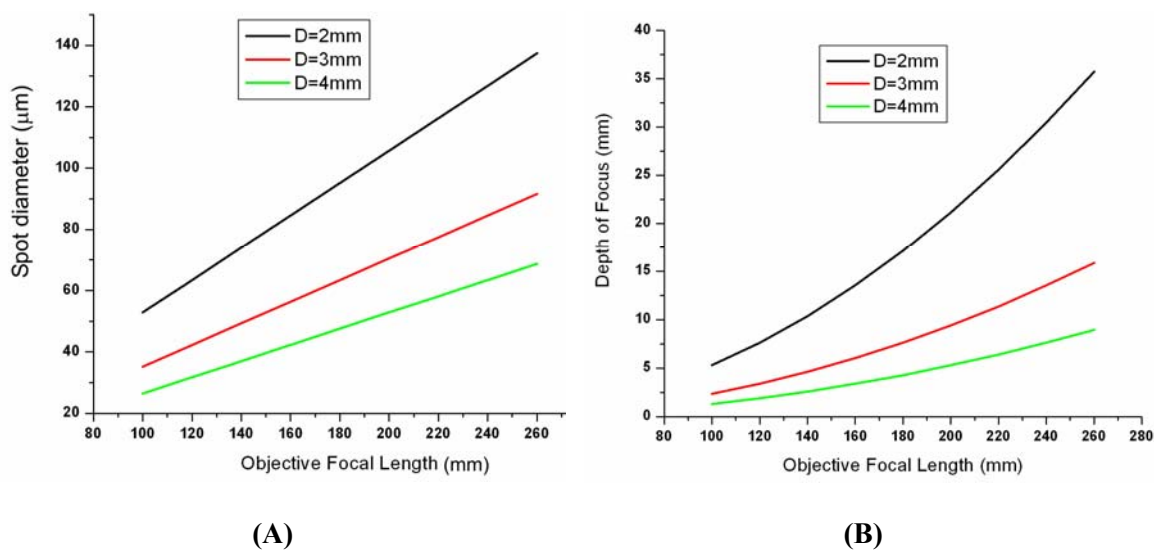 D=2mm
D=3mm
D=4mm
Spot diameter (μm)
140
120
100
80
60
40
20
80 100 120 140 160 180 200 220 240 260
Objective Focal Length (mm)
(A)
D=2mm
D=3mm
D=4mm
Depth of Focus (mm)
40
35
30
25
20
15
10
5
0
80 100 120 140 160 180 200 220 240 260 280
Objective Focal Length (mm)
(B)